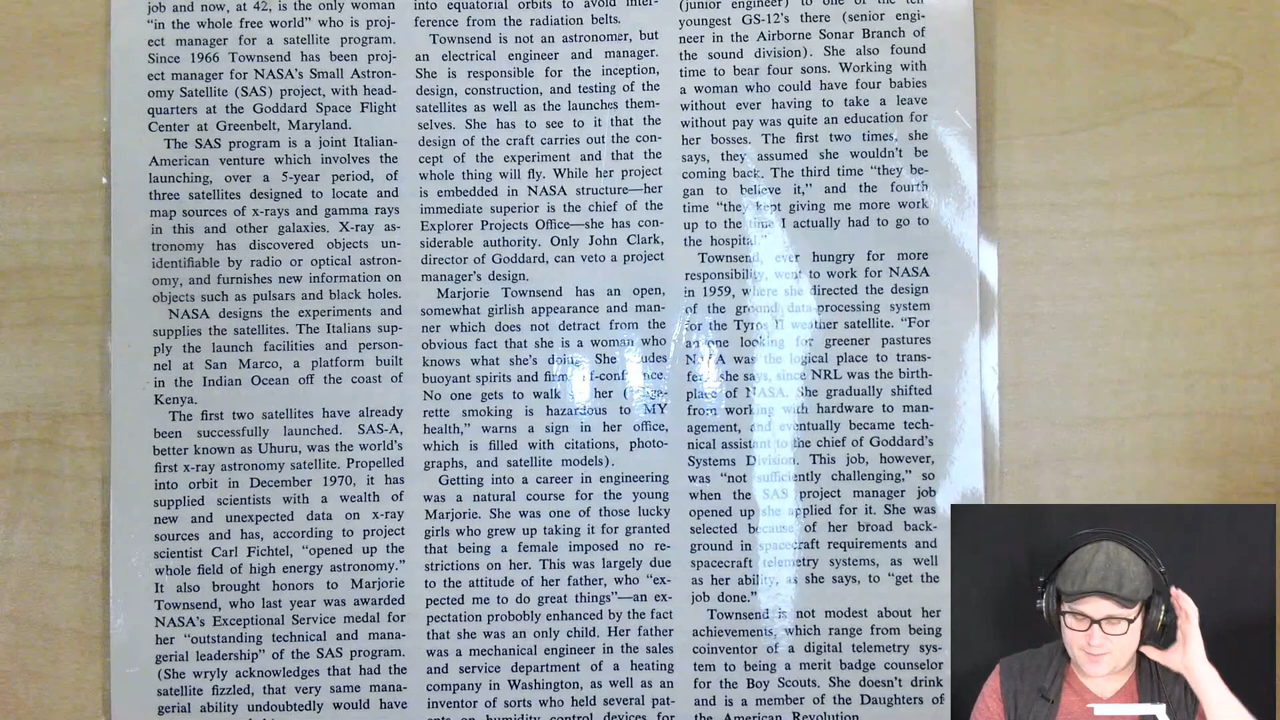 job and now, at 42, is the only woman
“in the whole free world” who is proj-
ect manager for a satellite program.
Since 1966 Townsend has been proj-
ect manager for NASA's Small Astron-
omy Satellite (SAS) project, with head-
quarters at the Goddard Space Flight
Center at Greenbelt, Maryland.
The SAS program is a joint Italian-
American venture which involves the
launching, over a 5-year period, of
three satellites designed to locate and
map sources of x-rays and gamma rays
in this and other galaxies. X-ray as-
tronomy has discovered objects un-
identifiable by radio or optical astron-
omy, and furnishes new information on
objects such as pulsars and black holes.
NASA designs the experiments and
supplies the satellites. The Italians sup-
ply the launch facilities and person-
nel at San Marco, a platform built
in the Indian Ocean off the coast of
Kenya.
The first two satellites have already
been successfully launched. SAS-A,
better known as Uhuru, was the world's
first x-ray astronomy satellite. Propelled
into orbit in December 1970, it has
supplied scientists with a wealth of
new and unexpected data on x-ray
sources and has, according to project
scientist Carl Fichtel, “opened up the
whole field of high energy astronomy.”
It also brought honors to Marjorie
Townsend, who last year was awarded
NASA's Exceptional Service medal for
her “outstanding technical and mana-
gerial leadership” of the SAS program.
(She wryly acknowledges that had the
satellite fizzled, that very same mana-
gerial ability undoubtedly would have
into equatorial orbits to avoid inter-
ference from the radiation belts.
Townsend is not an astronomer, but
an electrical engineer and manager.
She is responsible for the inception,
design, construction, and testing of the
satellites as well as the launches them-
selves. She has to see to it that the
design of the craft carries out the con-
cept of the experiment and that the
whole thing will fly. While her project
is embedded in NASA structure—her
immediate superior is the chief of the
Explorer Projects Office—she has con-
siderable authority. Only John Clark,
director of Goddard, can veto a project
manager's design.
Marjorie Townsend has an open,
somewhat girlish appearance and man-
ner which does not detract from the
obvious fact that she is a woman who
knows what she's doing. She
buoyant spirits and firm
No one gets to walk her
rette smoking is hazardous to MY
health,” warns a sign in her office,
which is filled with citations, photo-
graphs, and satellite models).
Getting into a career in engineering
was a natural course for the young
Marjorie. She was one of those lucky
girls who grew up taking it for granted
that being a female imposed no re-
strictions on her. This was largely due
to the attitude of her father, who “ex-
pected me to do great things”—an ex-
pectation probobly enhanced by the fact
that she was an only child. Her father
was a mechanical engineer in the sales
and service department of a heating
company in Washington, as well as an
inventor of sorts who held several pat-
ents on humidity control devices for
(junior engineer) to one of the ten
youngest GS-12's there (senior engi-
neer in the Airborne Sonar Branch of
the sound division). She also found
time to bear four sons. Working with
a woman who could have four babies
without ever having to take a leave
without pay was quite an education for
her bosses. The first two times, she
says, they assumed she wouldn't be
coming back. The third time “they be-
gan to believe it,” and the fourth
time “they kept giving me more work
up to the time I actually had to go to
the hospital.”
Townsend, ever hungry for more
responsibility, went to work for NASA
in 1959, where she directed the design
of the ground data-processing system
for the Tyros II weather satellite. “For
anyone looking for greener pastures
NASA was the logical place to trans-
fer,” she says, since NRL was the birth-
place of NASA. She gradually shifted
from working with hardware to man-
agement, and eventually became tech-
nical assistant to the chief of Goddard's
Systems Division. This job, however,
was “not sufficiently challenging,” so
when the SAS project manager job
opened up she applied for it. She was
selected because of her broad back-
ground in spacecraft requirements and
spacecraft telemetry systems, as well
as her ability, as she says, to “get the
job done.”
Townsend is not modest about her
achievements, which range from being
coinventor of a digital telemetry sys-
tem to being a merit badge counselor
for the Boy Scouts. She doesn't drink
and is a member of the Daughters of
the American Revolution